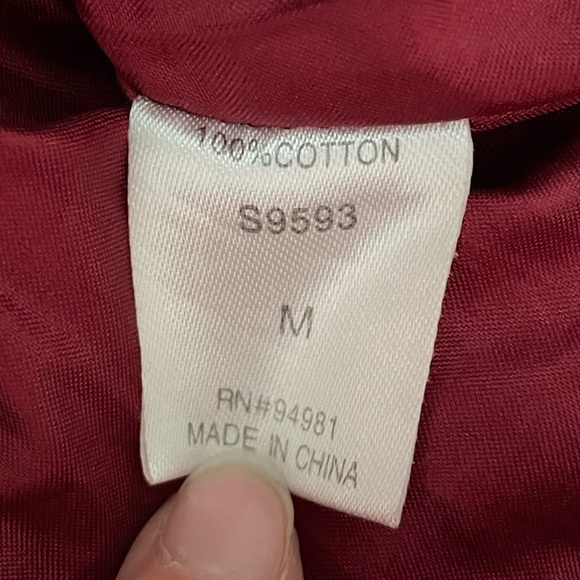 100%COTTON
S9593
M
RN#94981
MADE IN CHINA